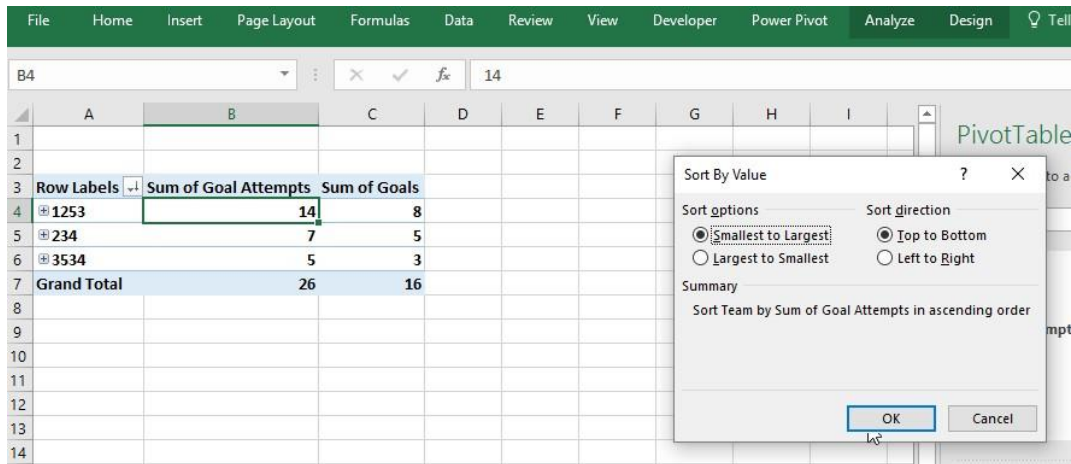 File Home Insert Page Layout Formulas Data Review View Developer Power Pivot Analyze Design Tell
B4 fx 14
A B C D E F G H I
1
2
3 Row Labels Sum of Goal Attempts Sum of Goals
4 1253 14 8
5 234 7 5
6 3534 5 3
7 Grand Total 26 16
8
9
10
11
12
13
14
PivotTable
to a
mpt
Sort By Value ? X
Sort options Sort direction
Smallest to Largest Top to Bottom
Largest to Smallest Left to Right
Summary
Sort Team by Sum of Goal Attempts in ascending order
OK Cancel